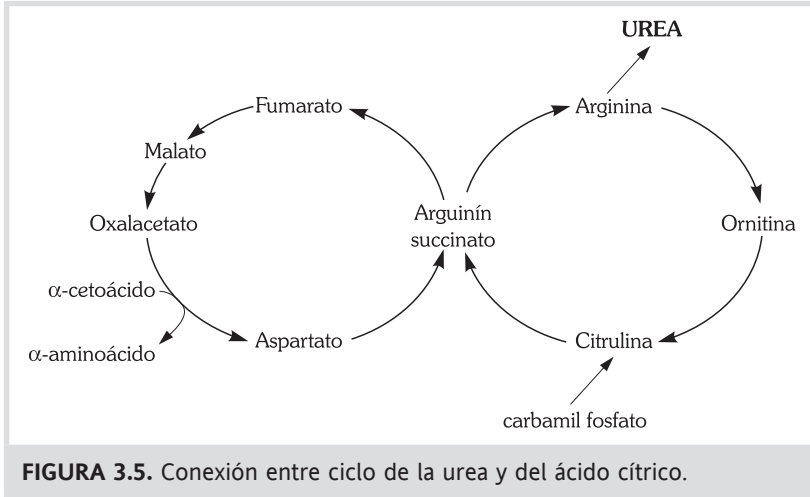 UREA
Fumarato
Arginina
Malato
Oxalacetato
Arguinín
succinato
Ornitina
α-cetoácido
Aspartato
Citrulina
α-aminoácido
carbamil fosfato
FIGURA 3.5. Conexión entre ciclo de la urea y del ácido cítrico.